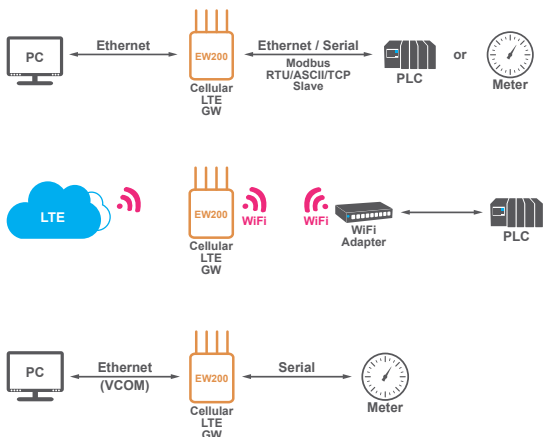 PC
Ethernet
EW200
Cellular
LTE
GW
Ethernet / Serial
Modbus
RTU/ASCII/TCP
Slave
PLC
or
Meter
LTE
EW200
Cellular
LTE
GW
WiFi
WiFi
WiFi
Adapter
PLC
PC
Ethernet
(VCOM)
EW200
Cellular
LTE
GW
Serial
Meter